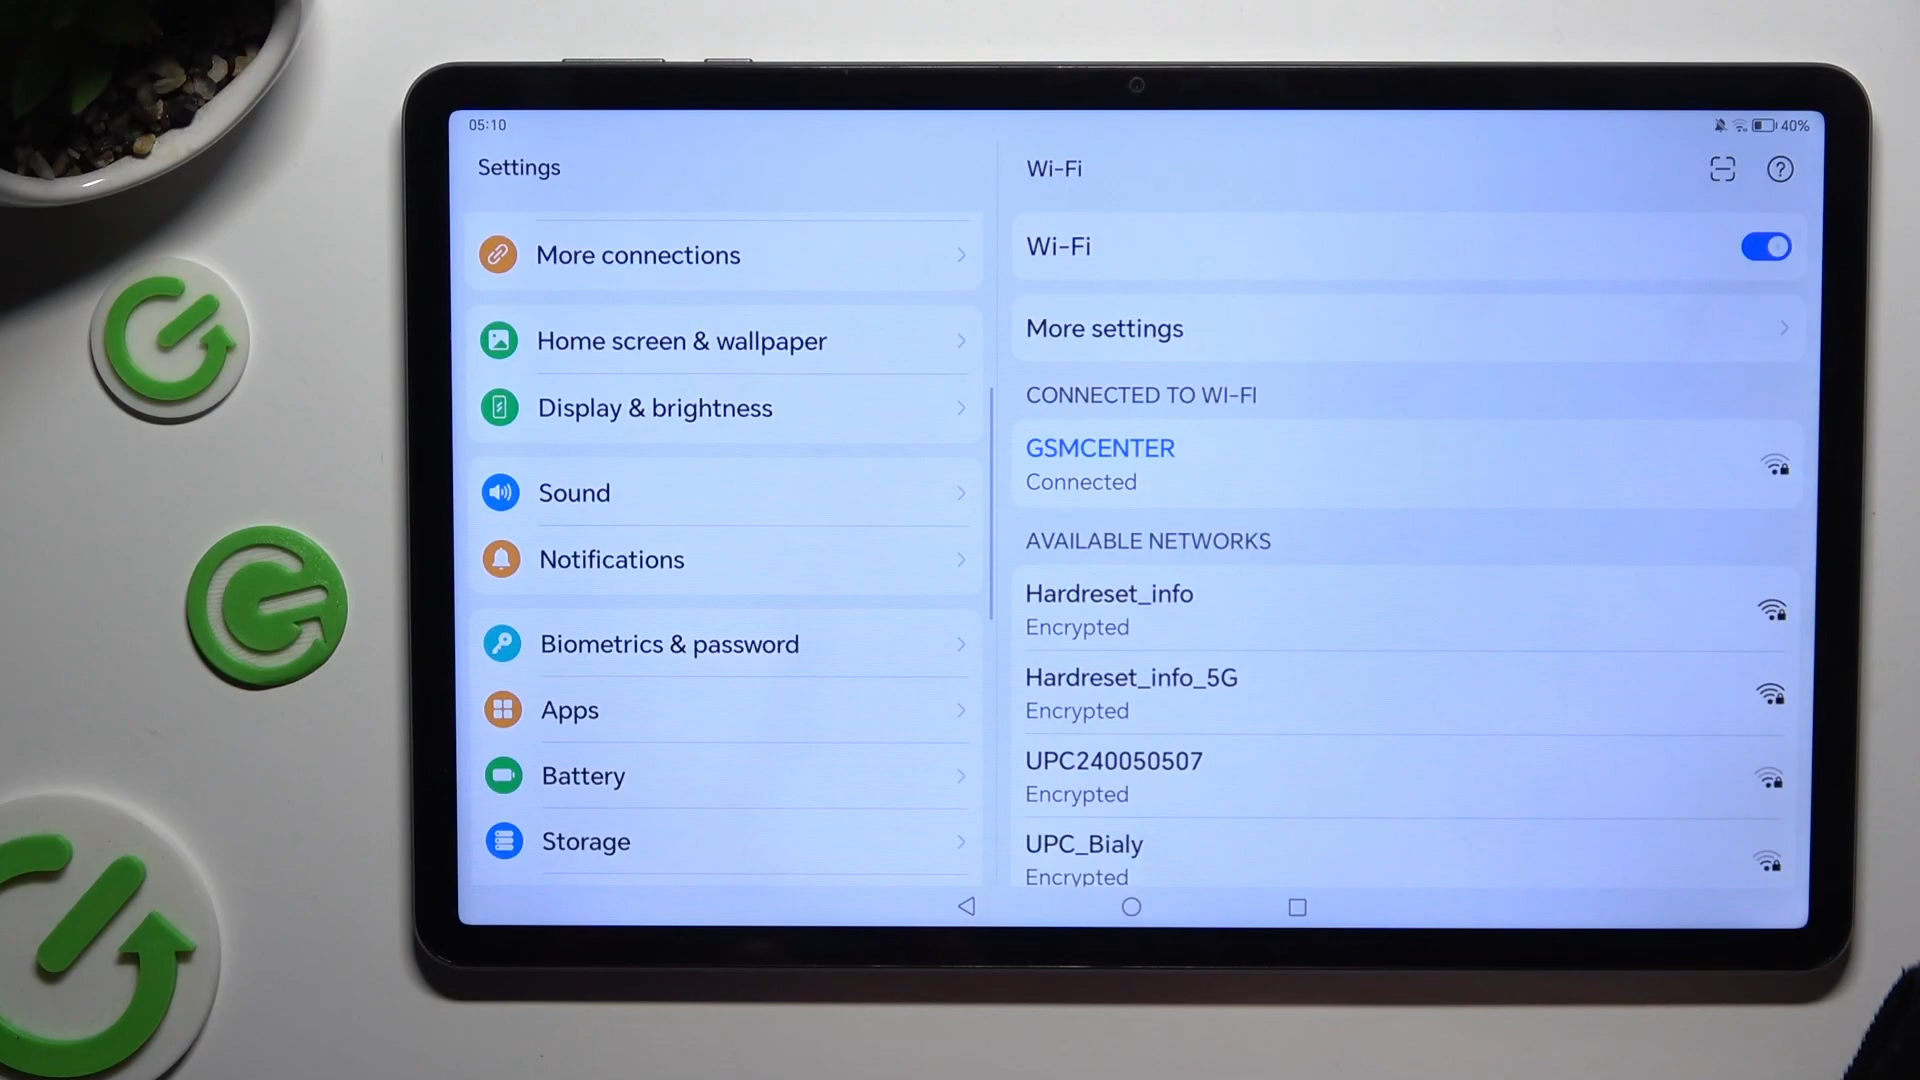 05:10
40%
Settings
More connections
Home screen & wallpaper
Display & brightness
Sound
Notifications
Biometrics & password
Apps
Battery
Storage
Wi-Fi
Wi-Fi
More settings
CONNECTED TO WI-FI
GSMCENTER
Connected
AVAILABLE NETWORKS
Hardreset_info
Encrypted
Hardreset_info_5G
Encrypted
UPC240050507
Encrypted
UPC_Bialy
Encrypted